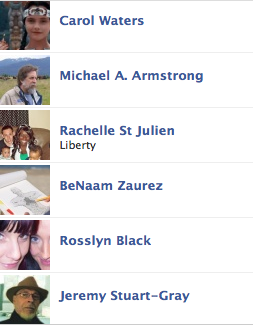 Carol Waters
Michael A. Armstrong
Rachelle St Julien
Liberty
BeNaam Zaurez
Rosslyn Black
Jeremy Stuart-Gray